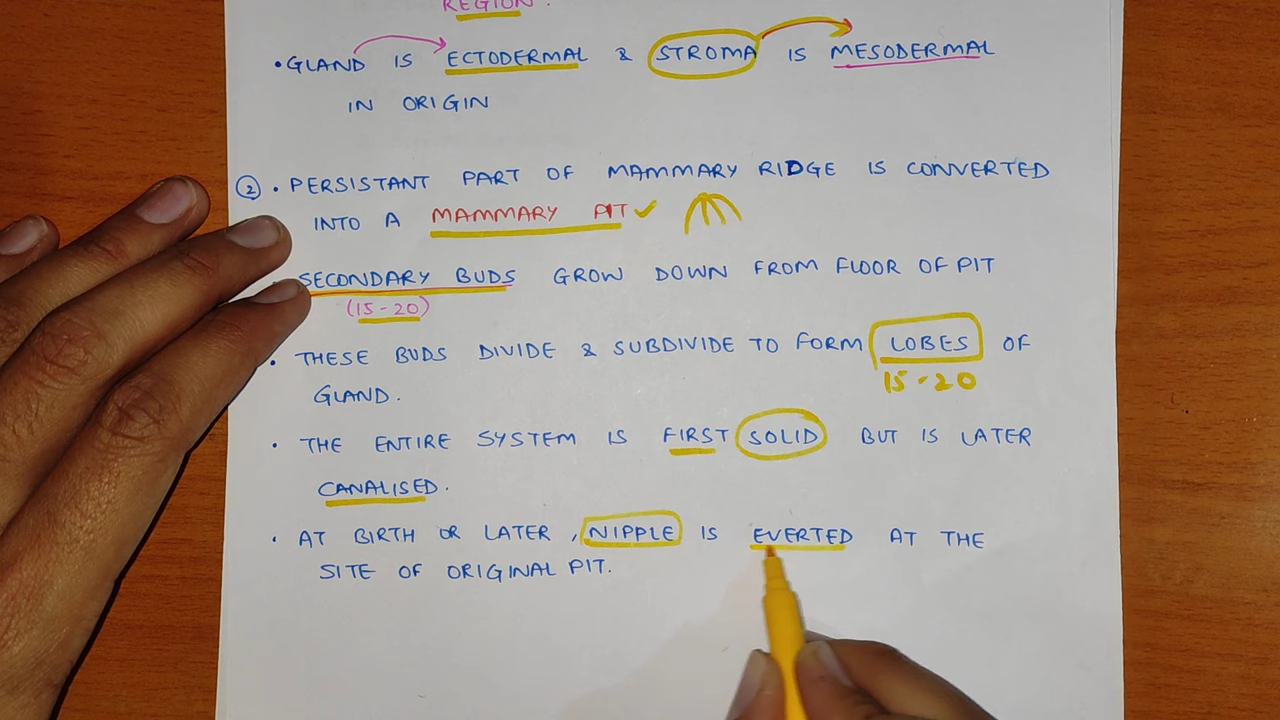 REGION.
• GLAND IS ECTODERMAL & STROMA IS MESODERMAL
IN ORIGIN
② • PERSISTANT PART OF MAMMARY RIDGE IS CONVERTED
INTO A MAMMARY PIT ✓
SECONDARY BUDS GROW DOWN FROM FLOOR OF PIT
(15-20)
• THESE BUDS DIVIDE & SUBDIVIDE TO FORM LOBES OF
15-20
GLAND.
• THE ENTIRE SYSTEM IS FIRST SOLID BUT IS LATER
CANALISED.
• AT BIRTH OR LATER, NIPPLE IS EVERTED AT THE
SITE OF ORIGINAL PIT.